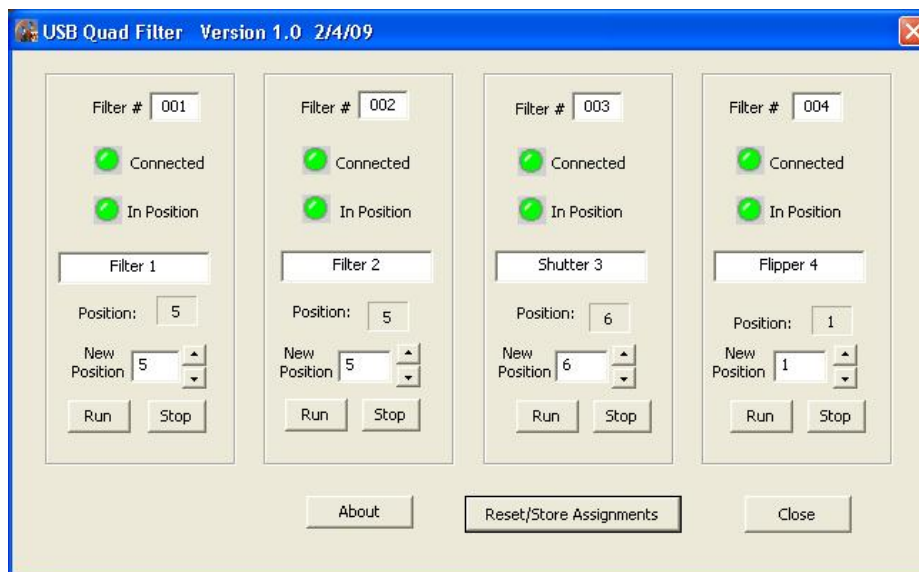 USB Quad Filter Version 1.0 2/4/09
Filter # 001
Connected
In Position
Filter 1
Position: 5
New
Position 5
Run Stop
Filter # 002
Connected
In Position
Filter 2
Position: 5
New
Position 5
Run Stop
Filter # 003
Connected
In Position
Shutter 3
Position: 6
New
Position 6
Run Stop
Filter # 004
Connected
In Position
Flipper 4
Position: 1
New
Position 1
Run Stop
About Reset/Store Assignments Close